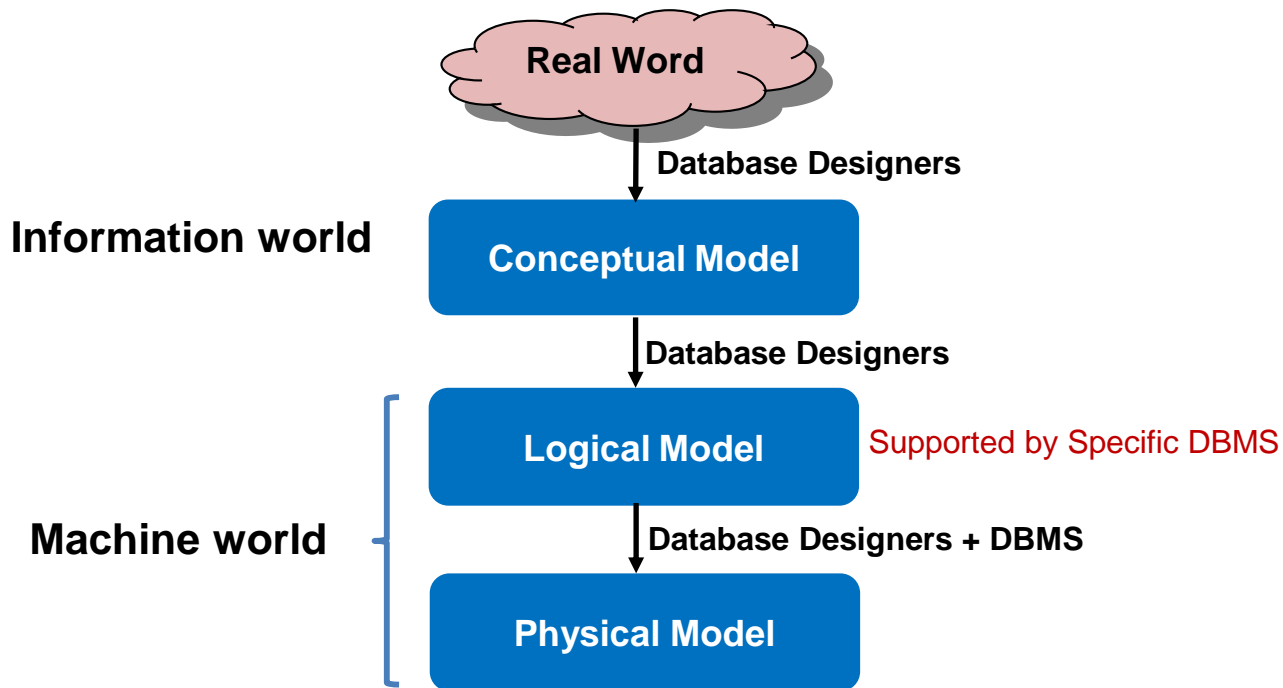 Real Word
Database Designers
Information world
Conceptual Model
Database Designers
Logical Model
Supported by Specific DBMS
Machine world
Database Designers + DBMS
Physical Model